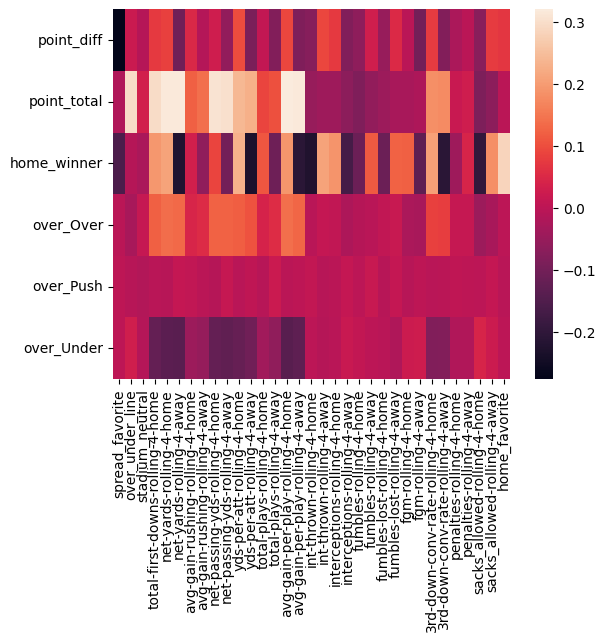 point_diff
point_total
home_winner
over_Over
over_Push
over_Under
0.3
0.2
0.1
0.0
−0.1
−0.2
spread_favorite
over_under_line
stadium_neutral
total-first-downs-rolling-4-home
net-yards-rolling-4-home
net-yards-rolling-4-away
avg-gain-rushing-rolling-4-home
avg-gain-rushing-rolling-4-away
net-passing-yds-rolling-4-home
net-passing-yds-rolling-4-away
yds-per-att-rolling-4-home
yds-per-att-rolling-4-away
total-plays-rolling-4-home
total-plays-rolling-4-away
avg-gain-per-play-rolling-4-home
avg-gain-per-play-rolling-4-away
int-thrown-rolling-4-home
int-thrown-rolling-4-away
interceptions-rolling-4-home
interceptions-rolling-4-away
fumbles-rolling-4-home
fumbles-rolling-4-away
fumbles-lost-rolling-4-home
fumbles-lost-rolling-4-away
fgm-rolling-4-home
fgm-rolling-4-away
3rd-down-conv-rate-rolling-4-home
3rd-down-conv-rate-rolling-4-away
penalties-rolling-4-home
penalties-rolling-4-away
sacks_allowed-rolling-4-home
sacks_allowed-rolling-4-away
home_favorite